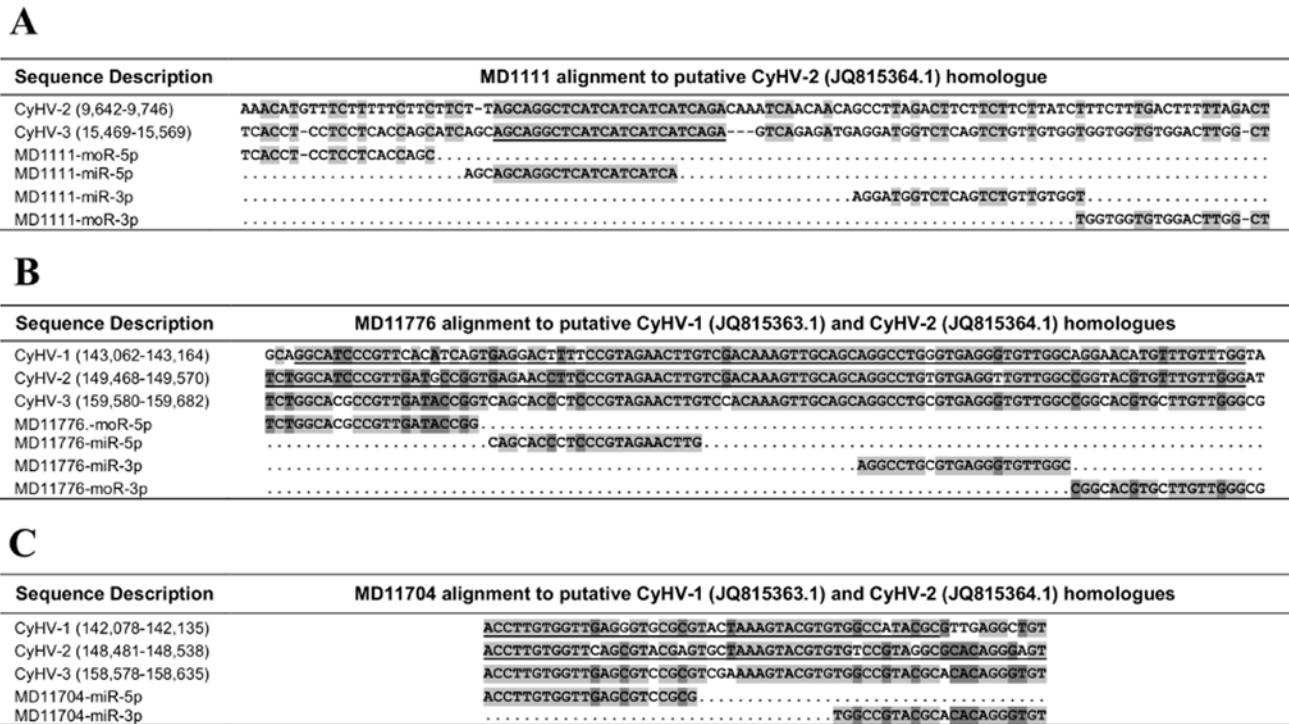 A
Sequence Description MD1111 alignment to putative CyHV-2 (JQ815364.1) homologue
CyHV-2 (9,642-9,746) AAACATGTTTCTTTTTCTTCTTCT-TAGCAGGCTCATCATCATCATCAGACAAATCAACAACAGCCTTAGACTTCTTCTTCTTATCTTTCTTTGACTTTTTAGACT
CyHV-3 (15,469-15,569) TCACCT-CCTCCTCACCAGCATCAGCAGCAGGCTCATCATCATCATCAGA---GTCAGAGATGAGGATGGTCTCAGTCTGTTGTGGTGGTGGTGTGGACTTGG-CT
MD1111-moR-5p TCACCT-CCTCCTCACCAGC......................................................................................
MD1111-miR-5p .......................AGCAGCAGGCTCATCATCATCA.............................................................
MD1111-miR-3p ...............................................................AGGATGGTCTCAGTCTGTTGTGGT...................
MD1111-moR-3p ......................................................................................TGGTGGTGTGGACTTGG-CT
B
Sequence Description MD11776 alignment to putative CyHV-1 (JQ815363.1) and CyHV-2 (JQ815364.1) homologues
CyHV-1 (143,062-143,164) GCAGGCATCCCGTTCACATCAGTGAGGACTTTTCCGTAGAACTTGTCGACAAAGTTGCAGCAGGCCTGGGTGAGGGTGTTGGCAGGAACATGTTTGTTTGGTA
CyHV-2 (149,468-149,570) TCTGGCATCCCGTTGATGCCGGTGAGAACCTTCCCGTAGAACTTGTCGACAAAGTTGCAGCAGGCCTGTGTGAGGTTGTTGGCCGGTACGTGTTTGTTGGGAT
CyHV-3 (159,580-159,682) TCTGGCACGCCGTTGATACCGGTCAGCACCCTCCCGTAGAACTTGTCCACAAAGTTGCAGCAGGCCTGCGTGAGGGTGTTGGCCGGCACGTGCTTGTTGGGCG
MD11776.-moR-5p TCTGGCACGCCGTTGATACCGG.................................................................................
MD11776-miR-5p .......................CAGCACCCTCCCGTAGAACTTG..........................................................
MD11776-miR-3p .............................................................AGGCCTGCGTGAGGGTGTTGGC....................
MD11776-moR-3p ...................................................................................CGGCACGTGCTTGTTGGGCG
C
Sequence Description MD11704 alignment to putative CyHV-1 (JQ815363.1) and CyHV-2 (JQ815364.1) homologues
CyHV-1 (142,078-142,135) ACCTTGTGGTTGAGGGTGCGCGTACTAAAGTACGTGTGGCCATACGCGTTGAGGCTGT
CyHV-2 (148,481-148,538) ACCTTGTGGTTCAGCGTACGAGTGCTAAAGTACGTGTGTCCGTAGGCGCACAGGGAGT
CyHV-3 (158,578-158,635) ACCTTGTGGTTGAGCGTCCGCGTCGAAAAGTACGTGTGGCCGTACGCACACAGGGTGT
MD11704-miR-5p ACCTTGTGGTTGAGCGTCCGCG....................................
MD11704-miR-3p ....................................TGGCCGTACGCACACAGGGTGT